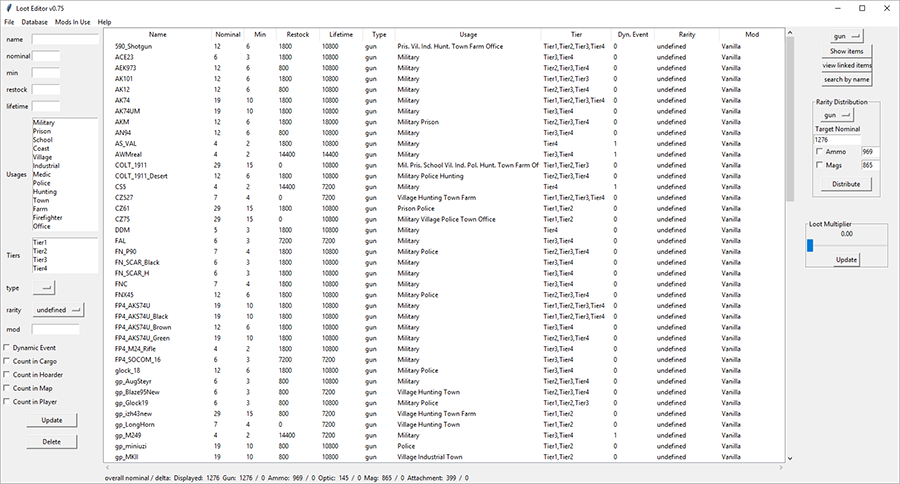 Loot Editor v0.75
File Database Mods In Use Help
name
nominal
min
restock
lifetime
Usages
Military
Prison
School
Coast
Village
Industrial
Medic
Police
Hunting
Town
Farm
Firefighter
Office
Tiers
Tier1
Tier2
Tier3
Tier4
type
rarity undefined
mod
Dynamic Event
Count in Cargo
Count in Hoarder
Count in Map
Count in Player
Update
Delete
Name Nominal Min Restock Lifetime Type Usage Tier Dyn. Event Rarity Mod
590_Shotgun 12 6 1800 10800 gun Pris. Vil. Ind. Hunt. Town Farm Office Tier1,Tier2,Tier3,Tier4 0 undefined Vanilla
ACE23 6 3 1800 10800 gun Military Tier3,Tier4 0 undefined Vanilla
AEK973 12 6 800 10800 gun Military Tier2,Tier3,Tier4 0 undefined Vanilla
AK101 12 6 1800 10800 gun Military Tier1,Tier2,Tier3 0 undefined Vanilla
AK12 12 6 800 10800 gun Military Tier2,Tier3,Tier4 0 undefined Vanilla
AK74 19 10 1800 10800 gun Military Tier1,Tier2,Tier3,Tier4 0 undefined Vanilla
AK74UM 19 10 1800 10800 gun Military Tier3,Tier4 0 undefined Vanilla
AKM 12 6 1800 10800 gun Military Prison Tier2,Tier3,Tier4 0 undefined Vanilla
AN94 12 6 800 10800 gun Military Tier3,Tier4 0 undefined Vanilla
AS_VAL 4 2 1800 10800 gun Military Tier4 1 undefined Vanilla
AWMreal 4 2 14400 14400 gun Military Tier3,Tier4 1 undefined Vanilla
COLT_1911 29 15 0 10800 gun Mil. Pris. School Vil. Ind. Pol. Hunt. Town Farm Of Tier1,Tier2 0 undefined Vanilla
COLT_1911_Desert 12 6 1800 10800 gun Military Police Hunting Tier2,Tier3,Tier4 0 undefined Vanilla
CS5 4 2 14400 7200 gun Military Tier4 1 undefined Vanilla
CZ527 7 4 0 7200 gun Village Hunting Town Farm Tier1,Tier2,Tier3,Tier4 0 undefined Vanilla
CZ61 29 15 1800 10800 gun Prison Police Tier1,Tier2 0 undefined Vanilla
CZ75 29 15 0 10800 gun Military Village Police Town Office Tier1,Tier2 0 undefined Vanilla
DDM 5 3 1800 10800 gun Military Tier4 0 undefined Vanilla
FAL 6 3 7200 7200 gun Military Tier3,Tier4 0 undefined Vanilla
FN_P90 7 4 1800 10800 gun Military Police Tier2,Tier3,Tier4 0 undefined Vanilla
FN_SCAR_Black 6 3 1800 10800 gun Military Tier3,Tier4 0 undefined Vanilla
FN_SCAR_H 6 3 1800 10800 gun Military Tier3,Tier4 0 undefined Vanilla
FNC 7 4 1800 10800 gun Military Tier3,Tier4 0 undefined Vanilla
FNX45 12 6 1800 10800 gun Military Police Tier2,Tier3,Tier4 0 undefined Vanilla
FP4_AKS74U 19 10 1800 10800 gun Military Tier1,Tier2,Tier3,Tier4 0 undefined Vanilla
FP4_AKS74U_Black 19 10 1800 10800 gun Military Tier1,Tier2,Tier3,Tier4 0 undefined Vanilla
FP4_AKS74U_Brown 12 6 1800 10800 gun Military Tier3,Tier4 0 undefined Vanilla
FP4_AKS74U_Green 19 10 1800 10800 gun Military Tier2,Tier3,Tier4 0 undefined Vanilla
FP4_M24_Rifle 4 2 1800 10800 gun Military Tier3,Tier4 0 undefined Vanilla
FP4_SOCOM_16 6 3 7200 7200 gun Military Tier3,Tier4 0 undefined Vanilla
glock_18 12 6 1800 10800 gun Military Police Tier3,Tier4 0 undefined Vanilla
gp_AugSteyr 6 3 800 10800 gun Military Tier2,Tier3,Tier4 0 undefined Vanilla
gp_Blaze95New 6 3 800 7200 gun Village Hunting Town Tier1,Tier2 0 undefined Vanilla
gp_Glock19 6 3 1800 10800 gun Military Police Tier1,Tier2,Tier3 0 undefined Vanilla
gp_izh43new 29 15 800 7200 gun Village Hunting Town Farm Tier1,Tier2 0 undefined Vanilla
gp_LongHorn 7 4 0 7200 gun Village Hunting Town Tier1,Tier2 0 undefined Vanilla
gp_M249 4 2 14400 7200 gun Military Tier3,Tier4 1 undefined Vanilla
gp_miniuzi 19 10 800 10800 gun Police Tier1,Tier2 0 undefined Vanilla
gp_MKII 19 10 800 10800 gun Village Industrial Town Tier1,Tier2 0 undefined Vanilla
overall nominal / delta: Displayed: 1276 Gun: 1276 / 0 Ammo: 969 / 0 Optic: 145 / 0 Mag: 865 / 0 Attachment: 399 / 0
gun
Show items
view linked items
search by name
Rarity Distribution
gun
Target Nominal
1276
Ammo 969
Mags 865
Distribute
Loot Multiplier
0.00
Update